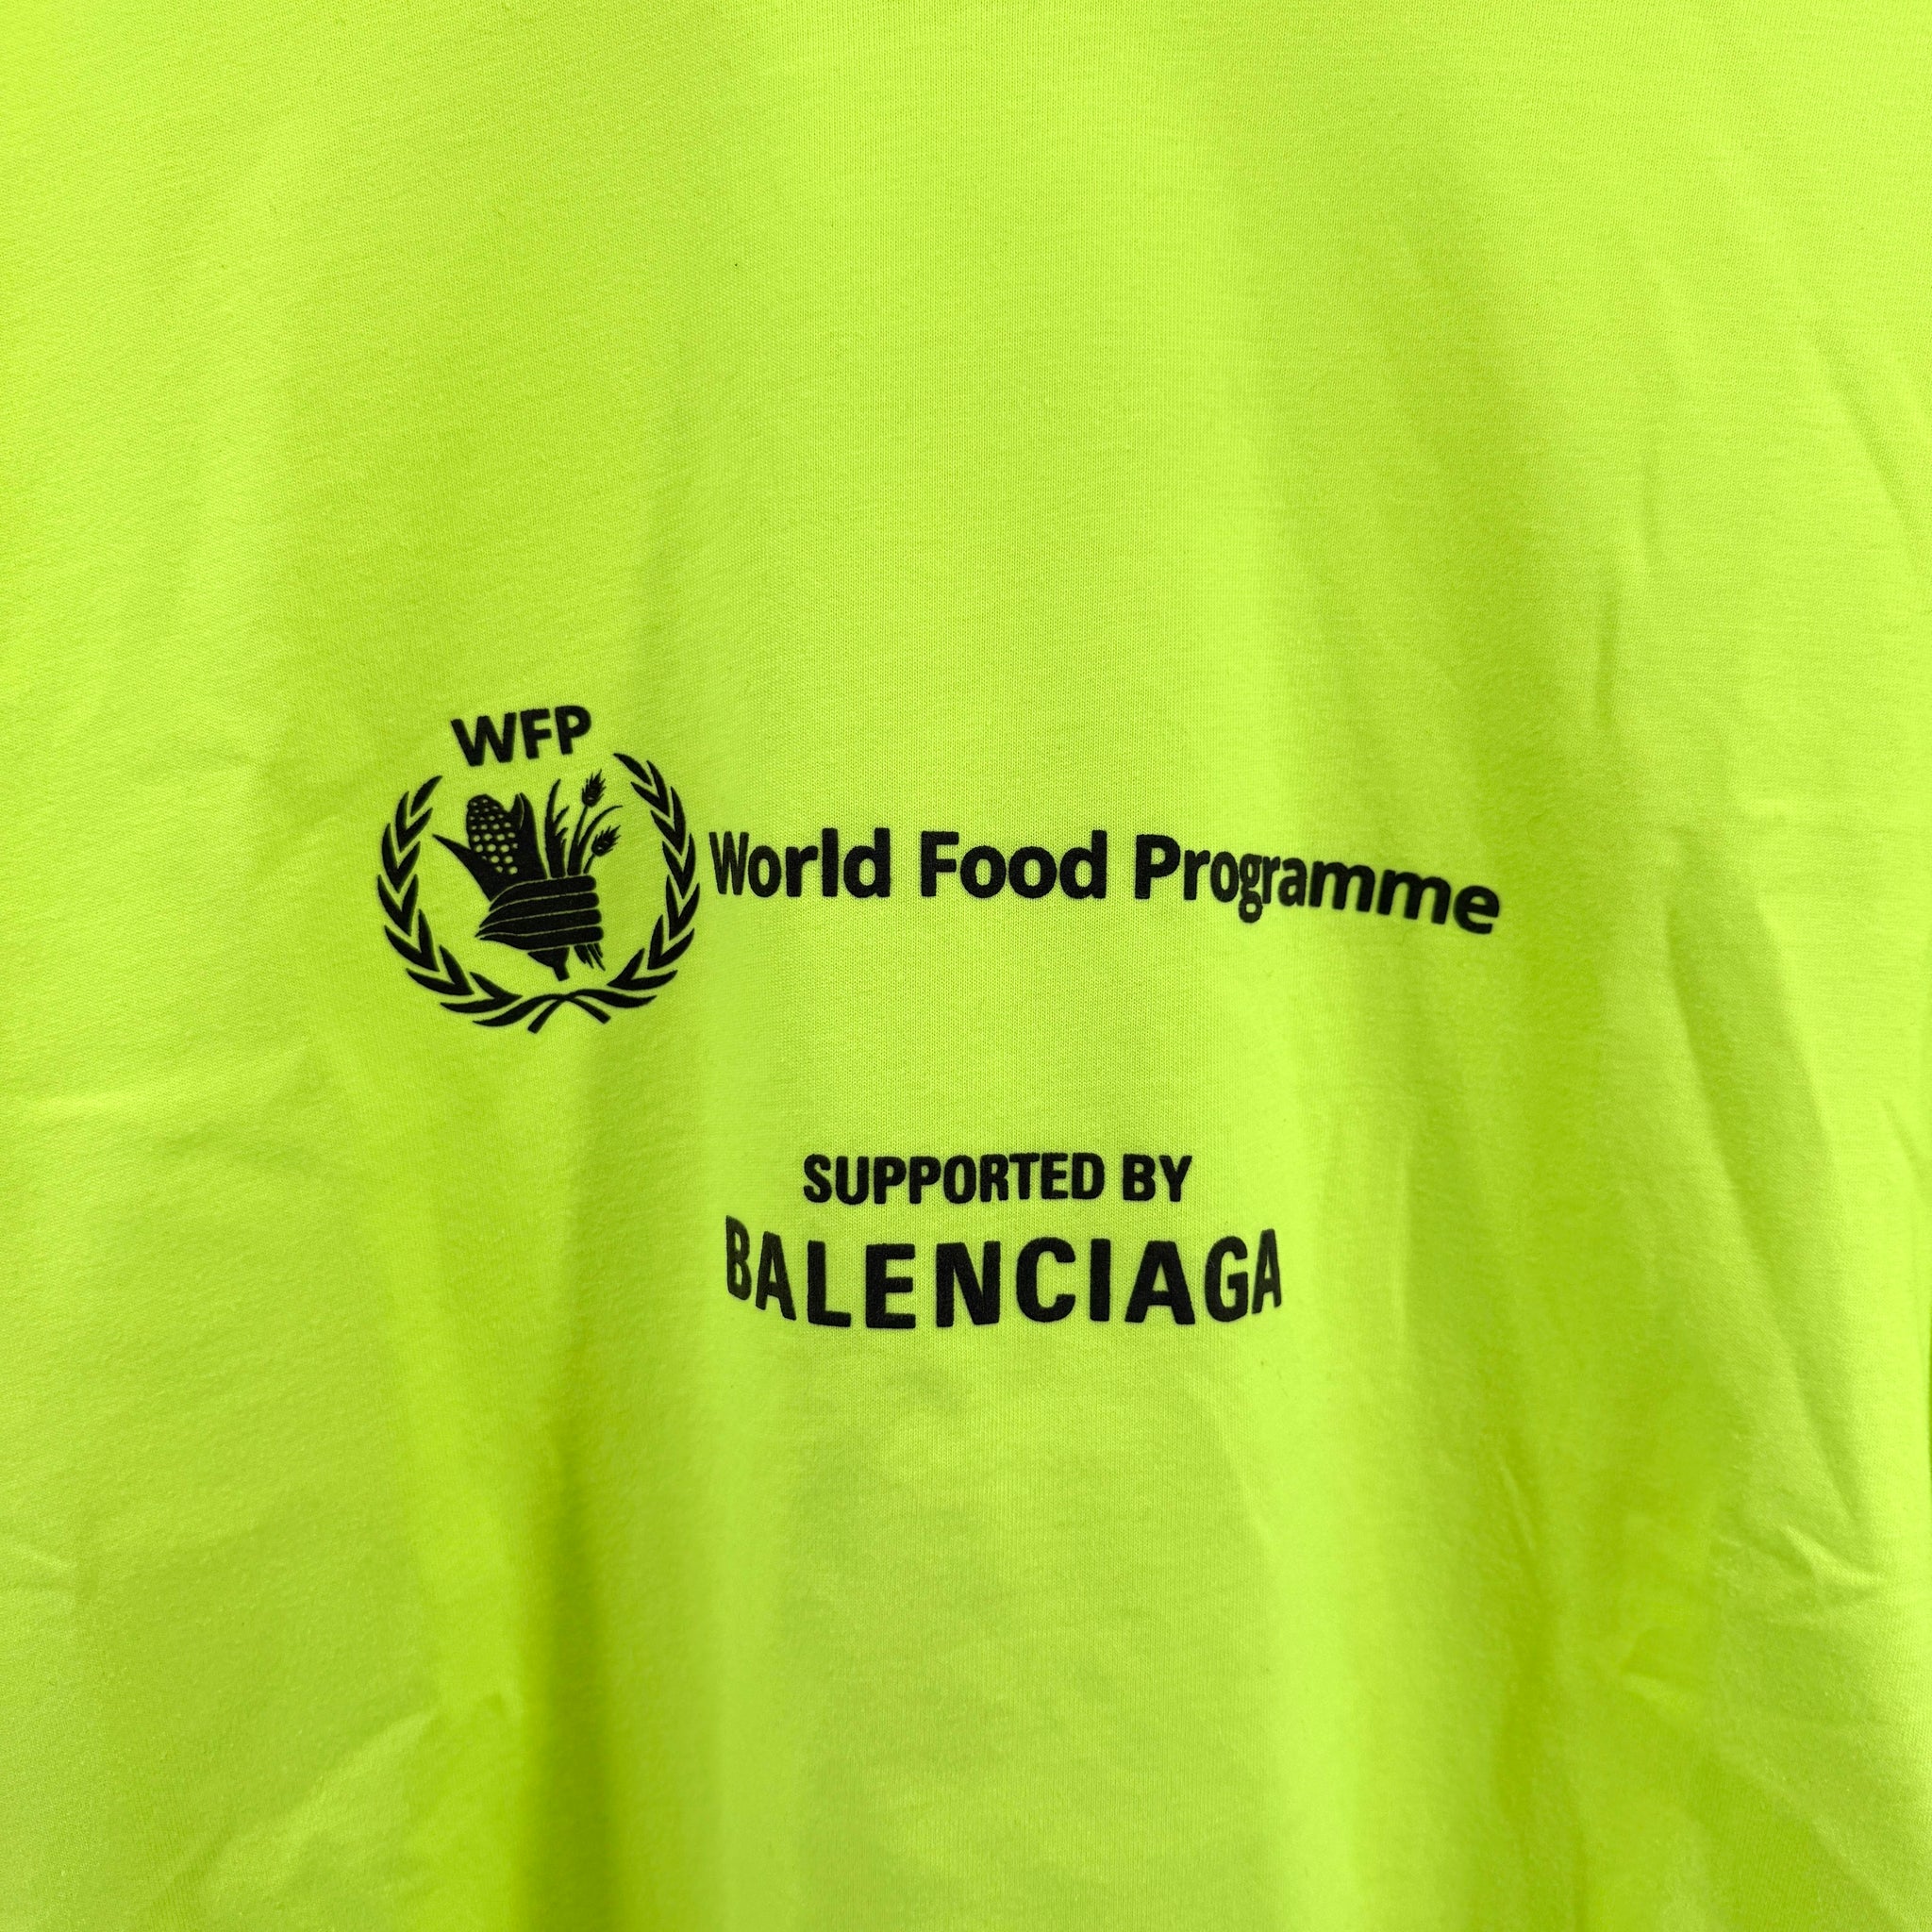 WFP
World Food Programme
SUPPORTED BY
BALENCIAGA